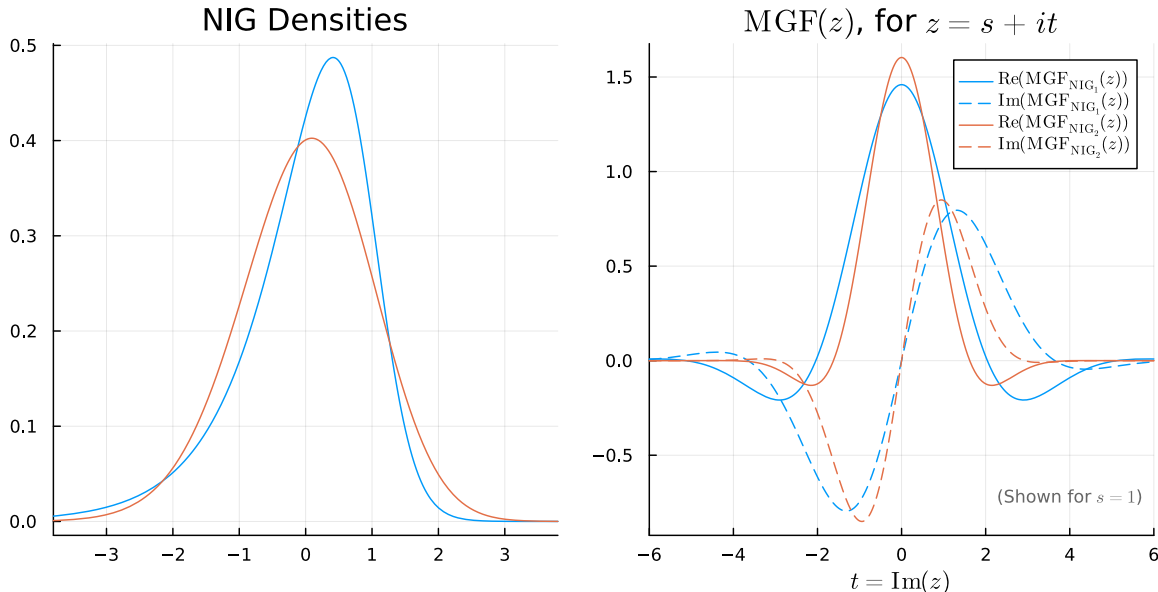 NIG Densities
0.5
0.4
0.3
0.2
0.1
0.0
−3 −2 −1 0 1 2 3
MGF(z), for z = s + it
Re(MGF_NIG₁(z))
Im(MGF_NIG₁(z))
Re(MGF_NIG₂(z))
Im(MGF_NIG₂(z))
1.5
1.0
0.5
0.0
−0.5
(Shown for s = 1)
−6 −4 −2 0 2 4 6
t = Im(z)